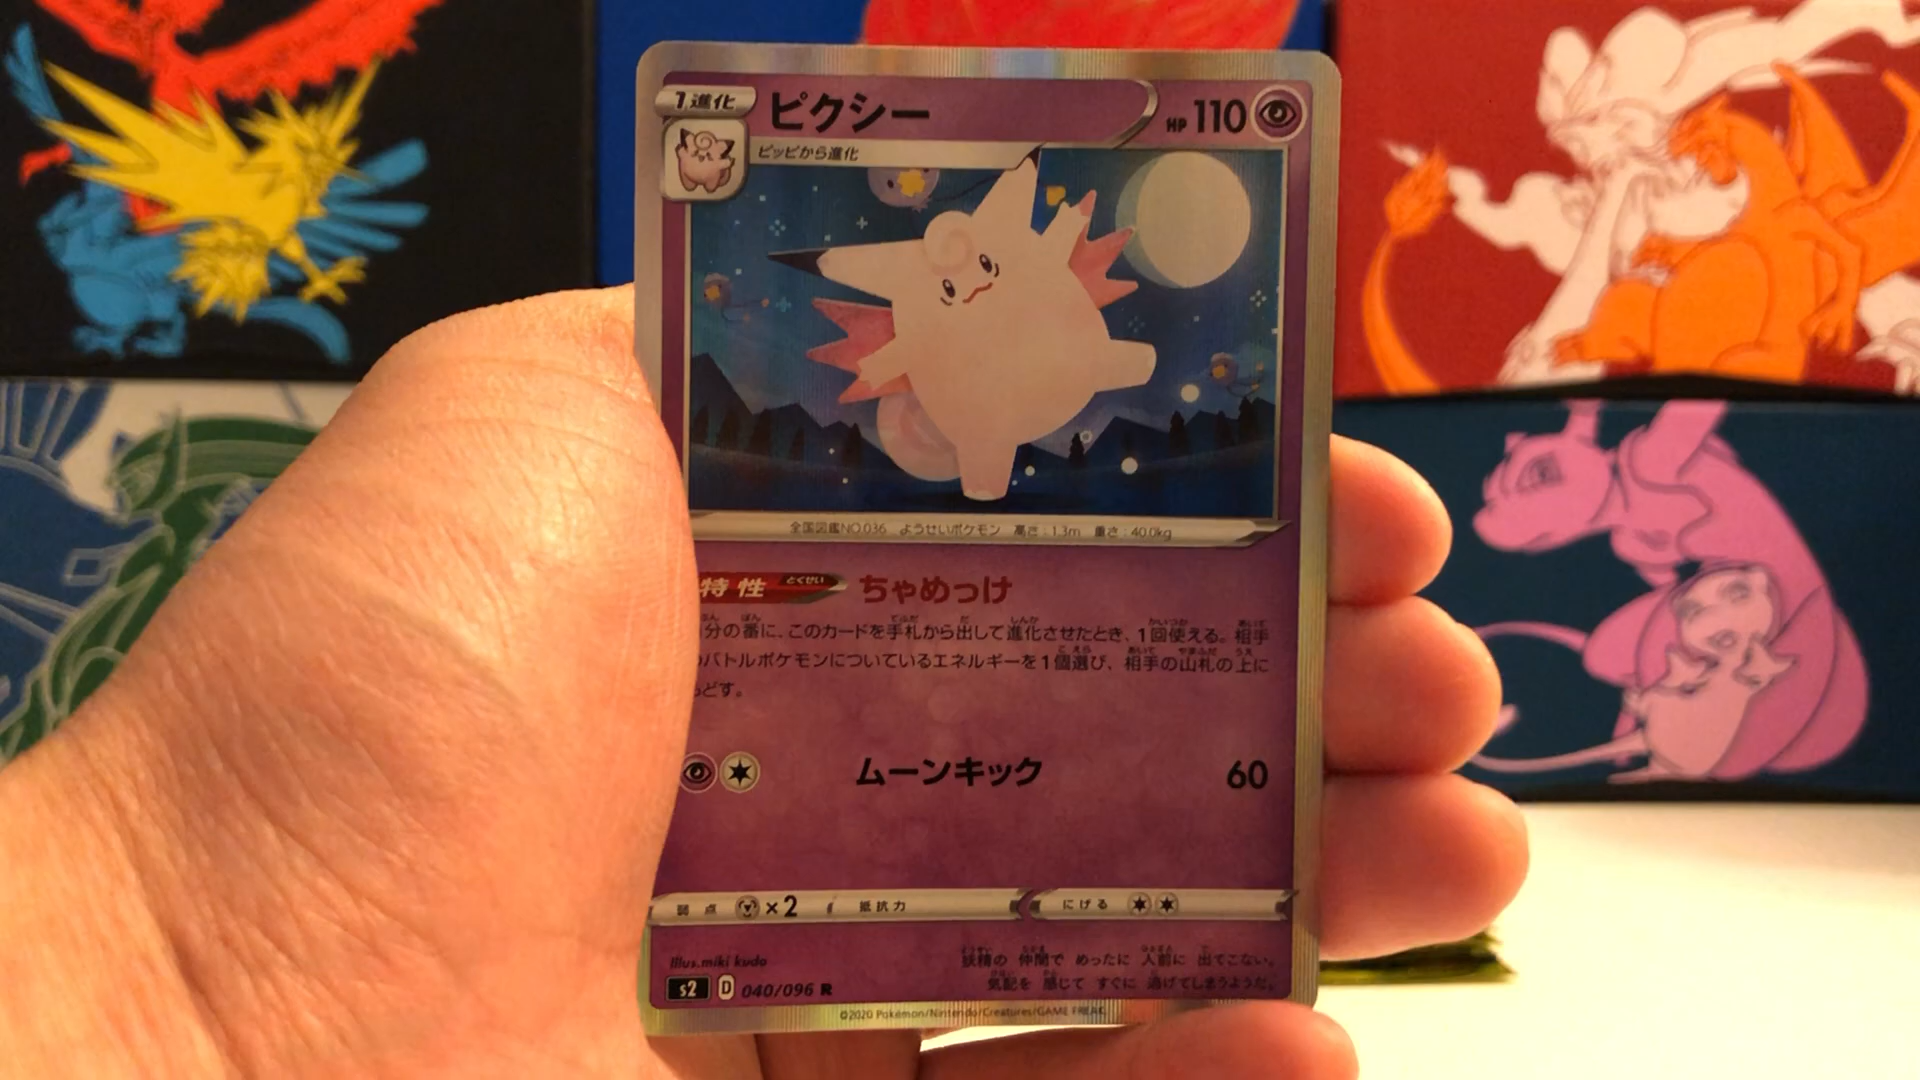 1進化 ピクシー HP 110
ピッピから進化
全国図鑑NO.036 ようせいポケモン 高さ：1.3m 重さ：40.0kg
特性 とくせい ちゃめっけ
分の番に、このカードを手札から出して進化させたとき、1回使える。相手
バトルポケモンについているエネルギーを1個選び、相手の山札の上に
どす。
ムーンキック 60
弱点 ×2 抵抗力 にげる
Illus.miki kudo
妖精の 仲間で めったに 人前に 出てこない。
気配を 感じて すぐに 逃げてしまうようだ。
s2 D 040/096 R
©2020 Pokémon/Nintendo/Creatures/GAME FREAK.